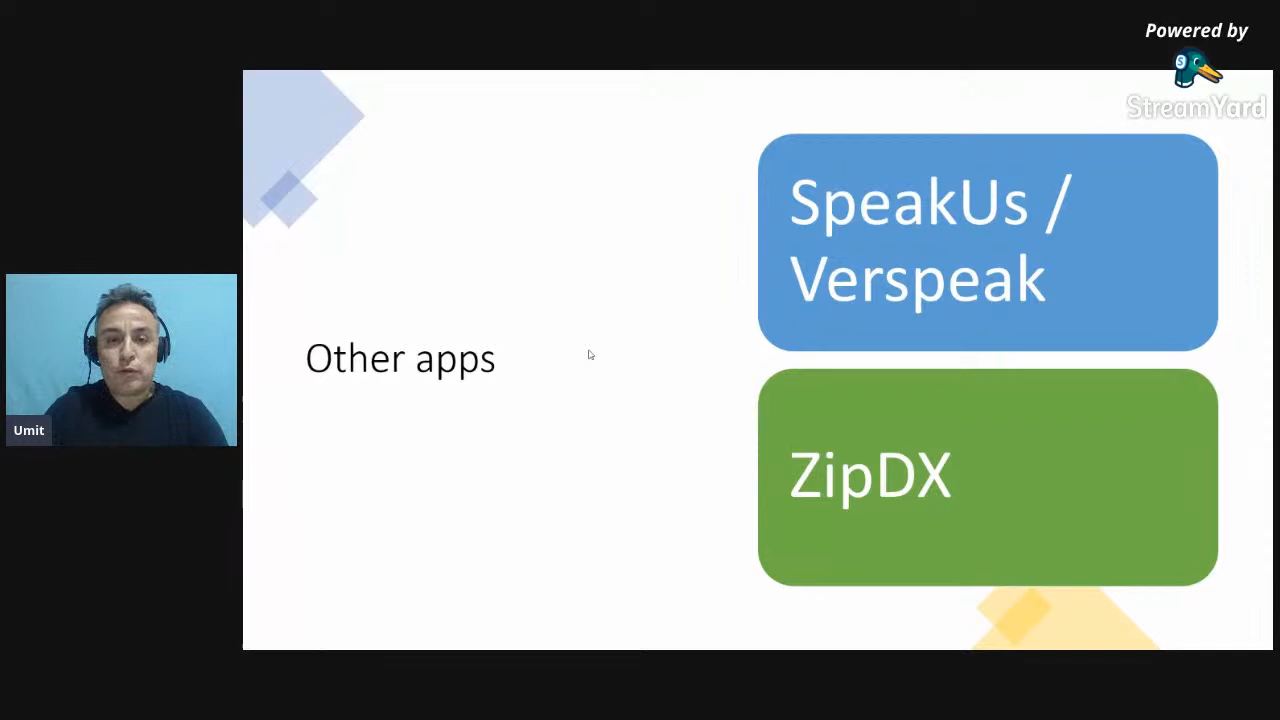 Powered by
StreamYard
SpeakUs /
Verspeak
Other apps
ZipDX
Umit